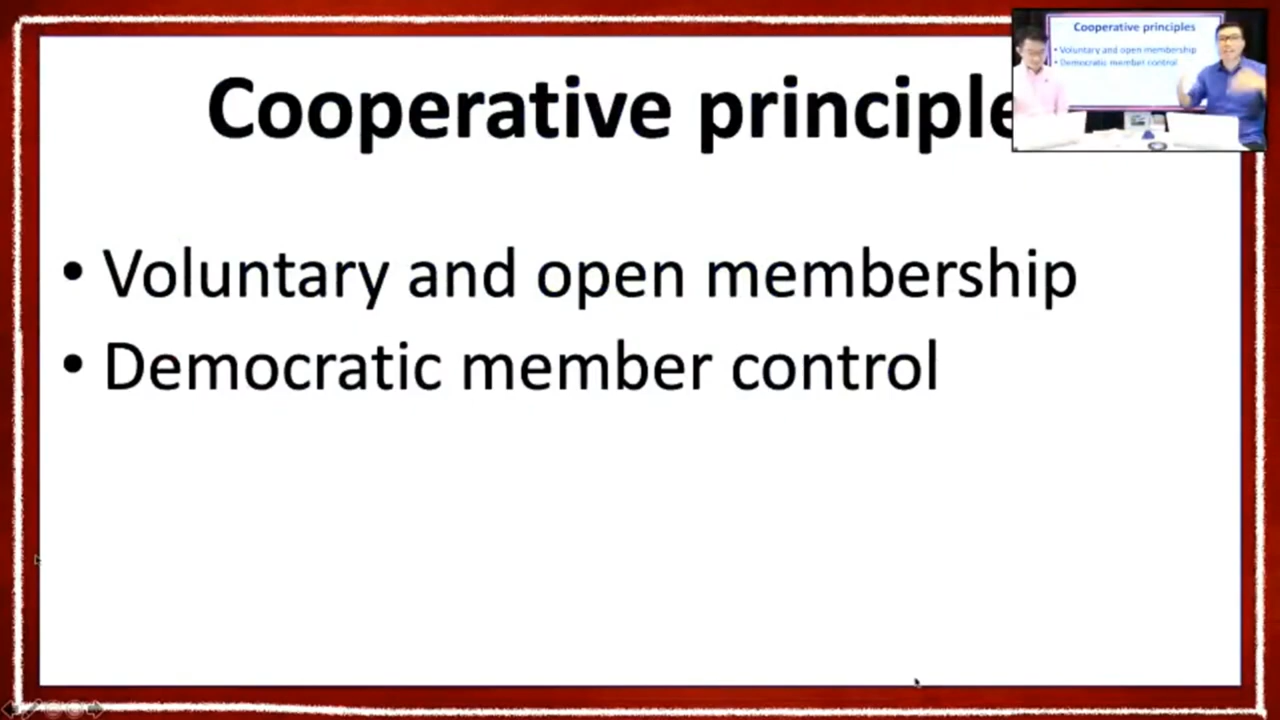 Cooperative principle
• Voluntary and open membership
• Democratic member control
Cooperative principles
• Voluntary and open membership
• Democratic member control